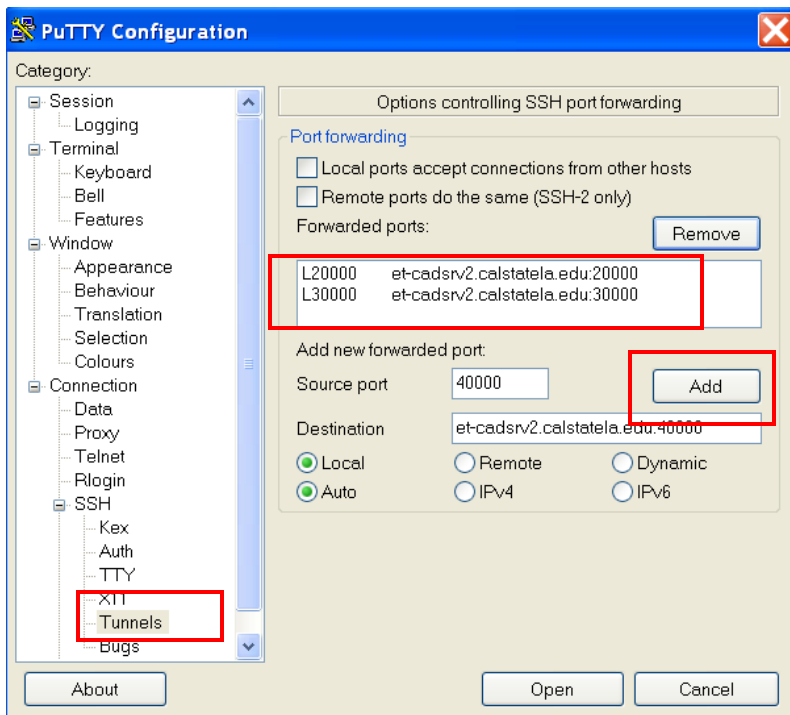 PuTTY Configuration
Category:
Session
Logging
Terminal
Keyboard
Bell
Features
Window
Appearance
Behaviour
Translation
Selection
Colours
Connection
Data
Proxy
Telnet
Rlogin
SSH
Kex
Auth
TTY
X11
Tunnels
Bugs
Options controlling SSH port forwarding
Port forwarding
Local ports accept connections from other hosts
Remote ports do the same (SSH-2 only)
Forwarded ports:
Remove
L20000 et-cadsrv2.calstatela.edu:20000
L30000 et-cadsrv2.calstatela.edu:30000
Add new forwarded port:
Source port 40000 Add
Destination et-cadsrv2.calstatela.edu:40000
Local Remote Dynamic
Auto IPv4 IPv6
About Open Cancel